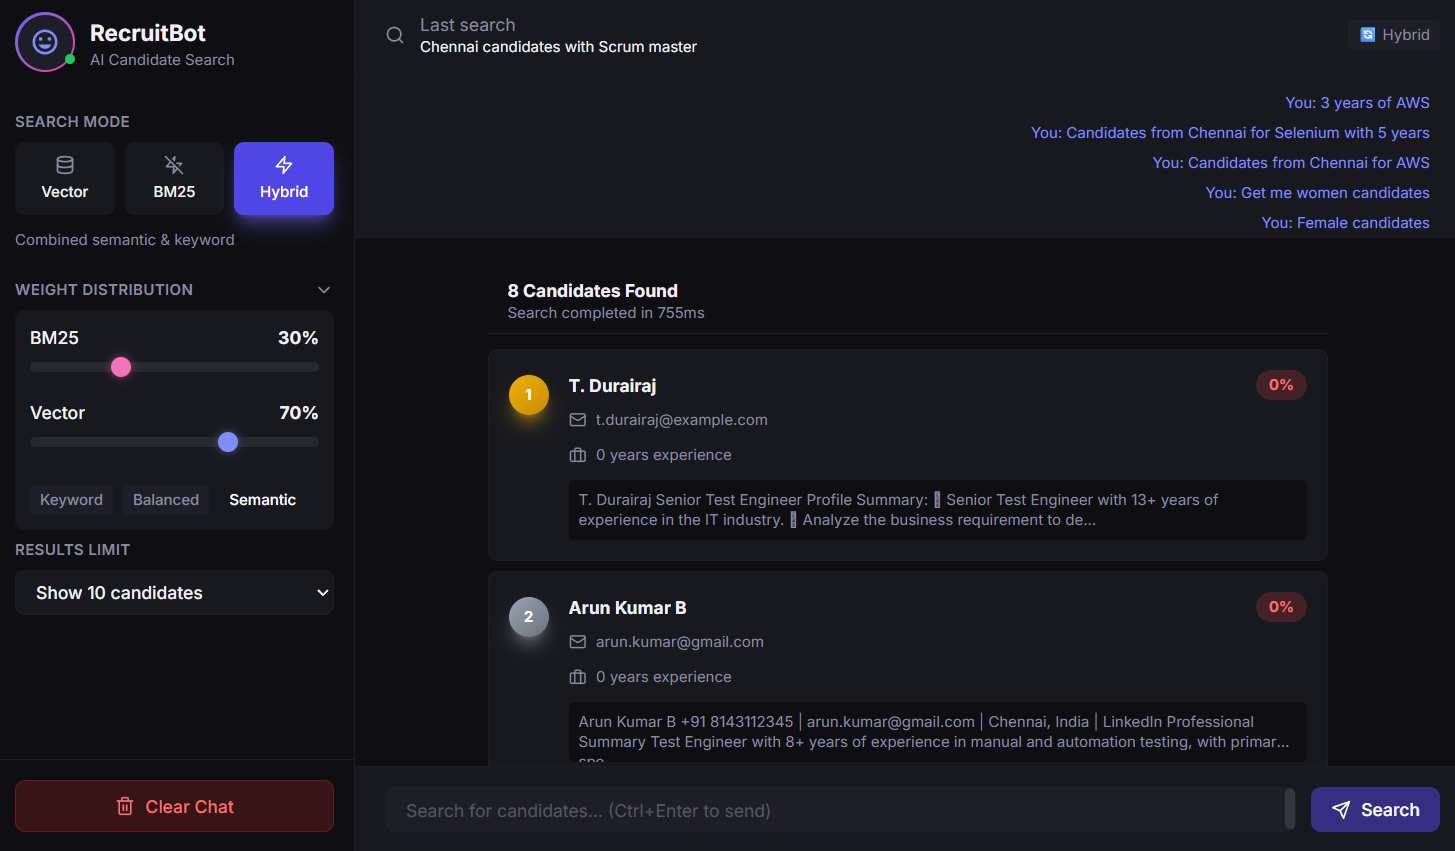 RecruitBot
AI Candidate Search
SEARCH MODE
Vector
BM25
Hybrid
Combined semantic & keyword
WEIGHT DISTRIBUTION
BM25 30%
Vector 70%
Keyword Balanced Semantic
RESULTS LIMIT
Show 10 candidates
Clear Chat
Last search
Chennai candidates with Scrum master
Hybrid
You: 3 years of AWS
You: Candidates from Chennai for Selenium with 5 years
You: Candidates from Chennai for AWS
You: Get me women candidates
You: Female candidates
8 Candidates Found
Search completed in 755ms
1
T. Durairaj
0%
t.durairaj@example.com
0 years experience
T. Durairaj Senior Test Engineer Profile Summary: Senior Test Engineer with 13+ years of
experience in the IT industry. Analyze the business requirement to de...
2
Arun Kumar B
0%
arun.kumar@gmail.com
0 years experience
Arun Kumar B +91 8143112345 | arun.kumar@gmail.com | Chennai, India | LinkedIn Professional
Summary Test Engineer with 8+ years of experience in manual and automation testing, with primar...
Search for candidates... (Ctrl+Enter to send)
Search